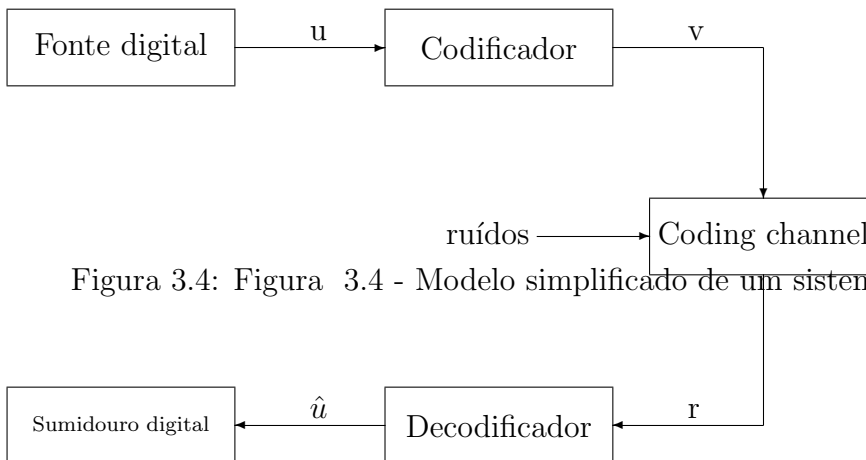 Fonte digital
u
Codificador
v
ruídos
Coding channel
Figura 3.4: Figura 3.4 - Modelo simplificado de um sistem
Sumidouro digital
û
Decodificador
r